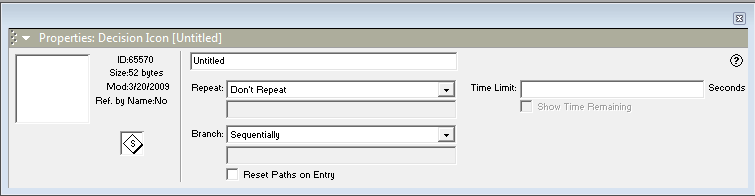 Properties: Decision Icon [Untitled]
ID:65570
Size:52 bytes
Mod:3/20/2009
Ref. by Name:No
S
Untitled
Repeat: Don't Repeat
Time Limit: Seconds
Show Time Remaining
Branch: Sequentially
Reset Paths on Entry
?